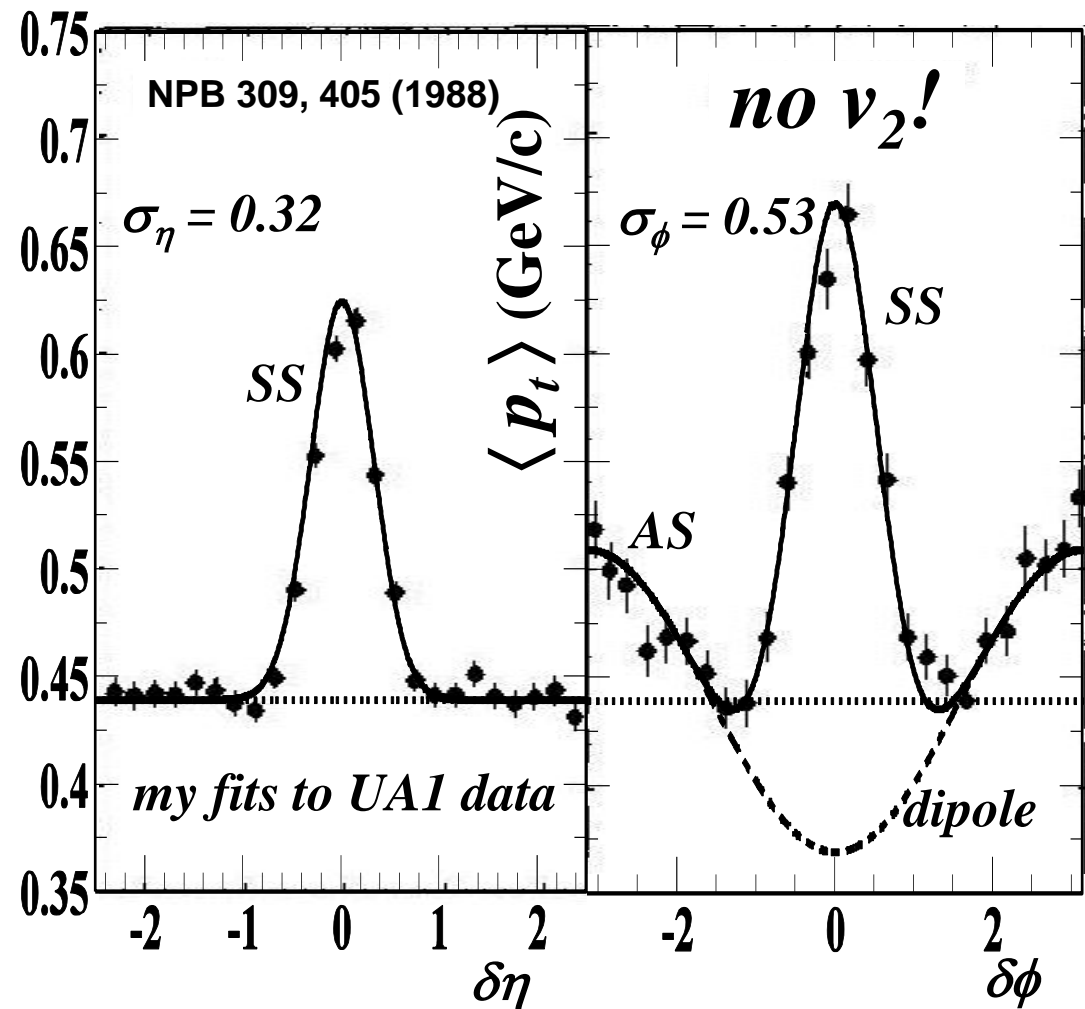 0.75
0.7
0.65
0.6
0.55
0.5
0.45
0.4
0.35
NPB 309, 405 (1988)
σ_η = 0.32
SS
my fits to UA1 data
-2 -1 0 1 2
δη
⟨p_t⟩ (GeV/c)
no v_2!
σ_ϕ = 0.53
SS
AS
dipole
-2 0 2
δϕ